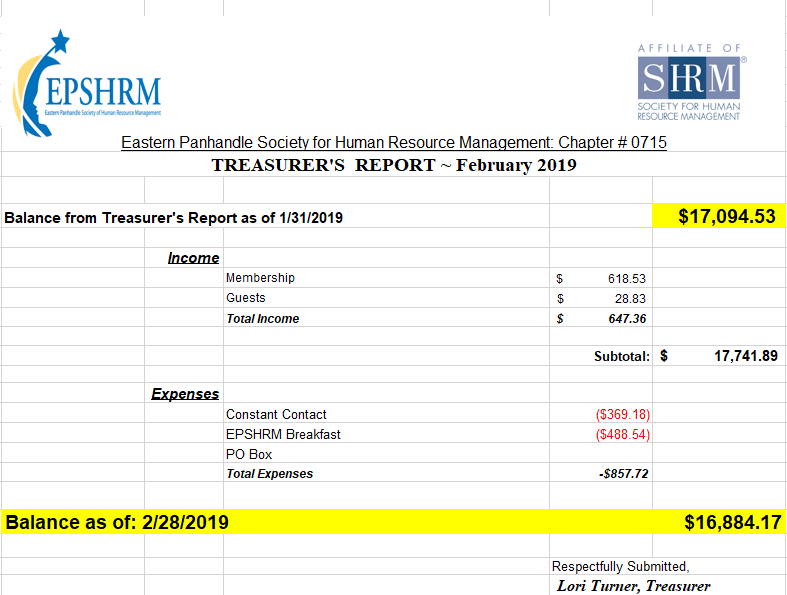 EPSHRM
Eastern Panhandle Society of Human Resource Management
AFFILIATE OF
SHRM®
SOCIETY FOR HUMAN
RESOURCE MANAGEMENT
Eastern Panhandle Society for Human Resource Management: Chapter # 0715
TREASURER'S REPORT ~ February 2019
Balance from Treasurer's Report as of 1/31/2019 $17,094.53
Income
Membership $ 618.53
Guests $ 28.83
Total Income $ 647.36
Subtotal: $ 17,741.89
Expenses
Constant Contact ($369.18)
EPSHRM Breakfast ($488.54)
PO Box
Total Expenses -$857.72
Balance as of: 2/28/2019 $16,884.17
Respectfully Submitted,
Lori Turner, Treasurer